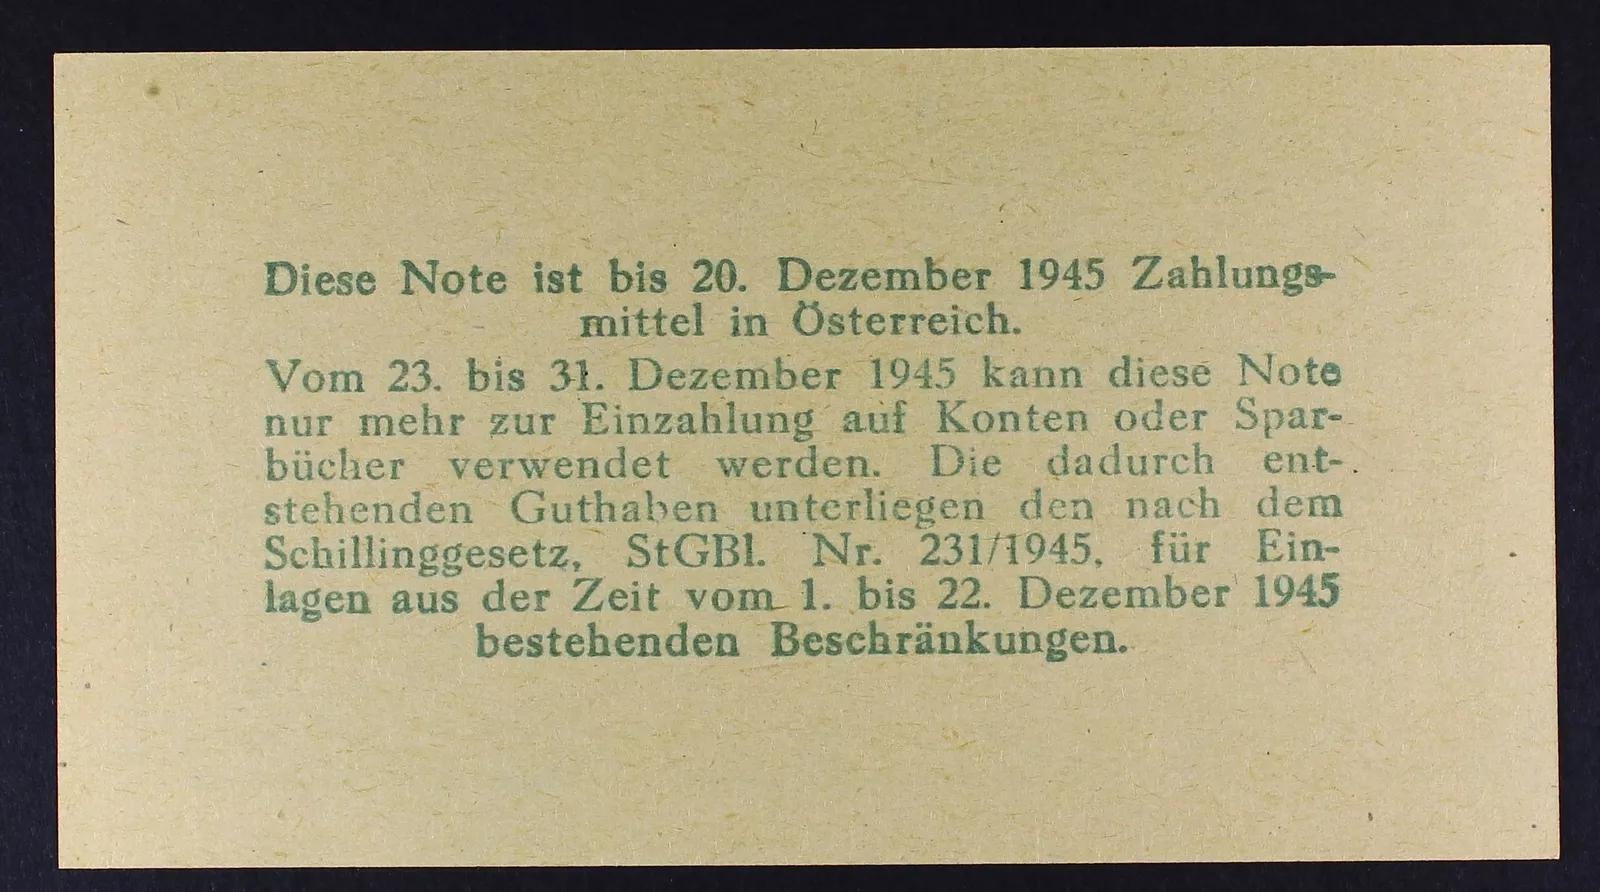 Diese Note ist bis 20. Dezember 1945 Zahlungs-
mittel in Österreich.
Vom 23. bis 31. Dezember 1945 kann diese Note
nur mehr zur Einzahlung auf Konten oder Spar-
bücher verwendet werden. Die dadurch ent-
stehenden Guthaben unterliegen den nach dem
Schillinggesetz, StGBl. Nr. 231/1945, für Ein-
lagen aus der Zeit vom 1. bis 22. Dezember 1945
bestehenden Beschränkungen.